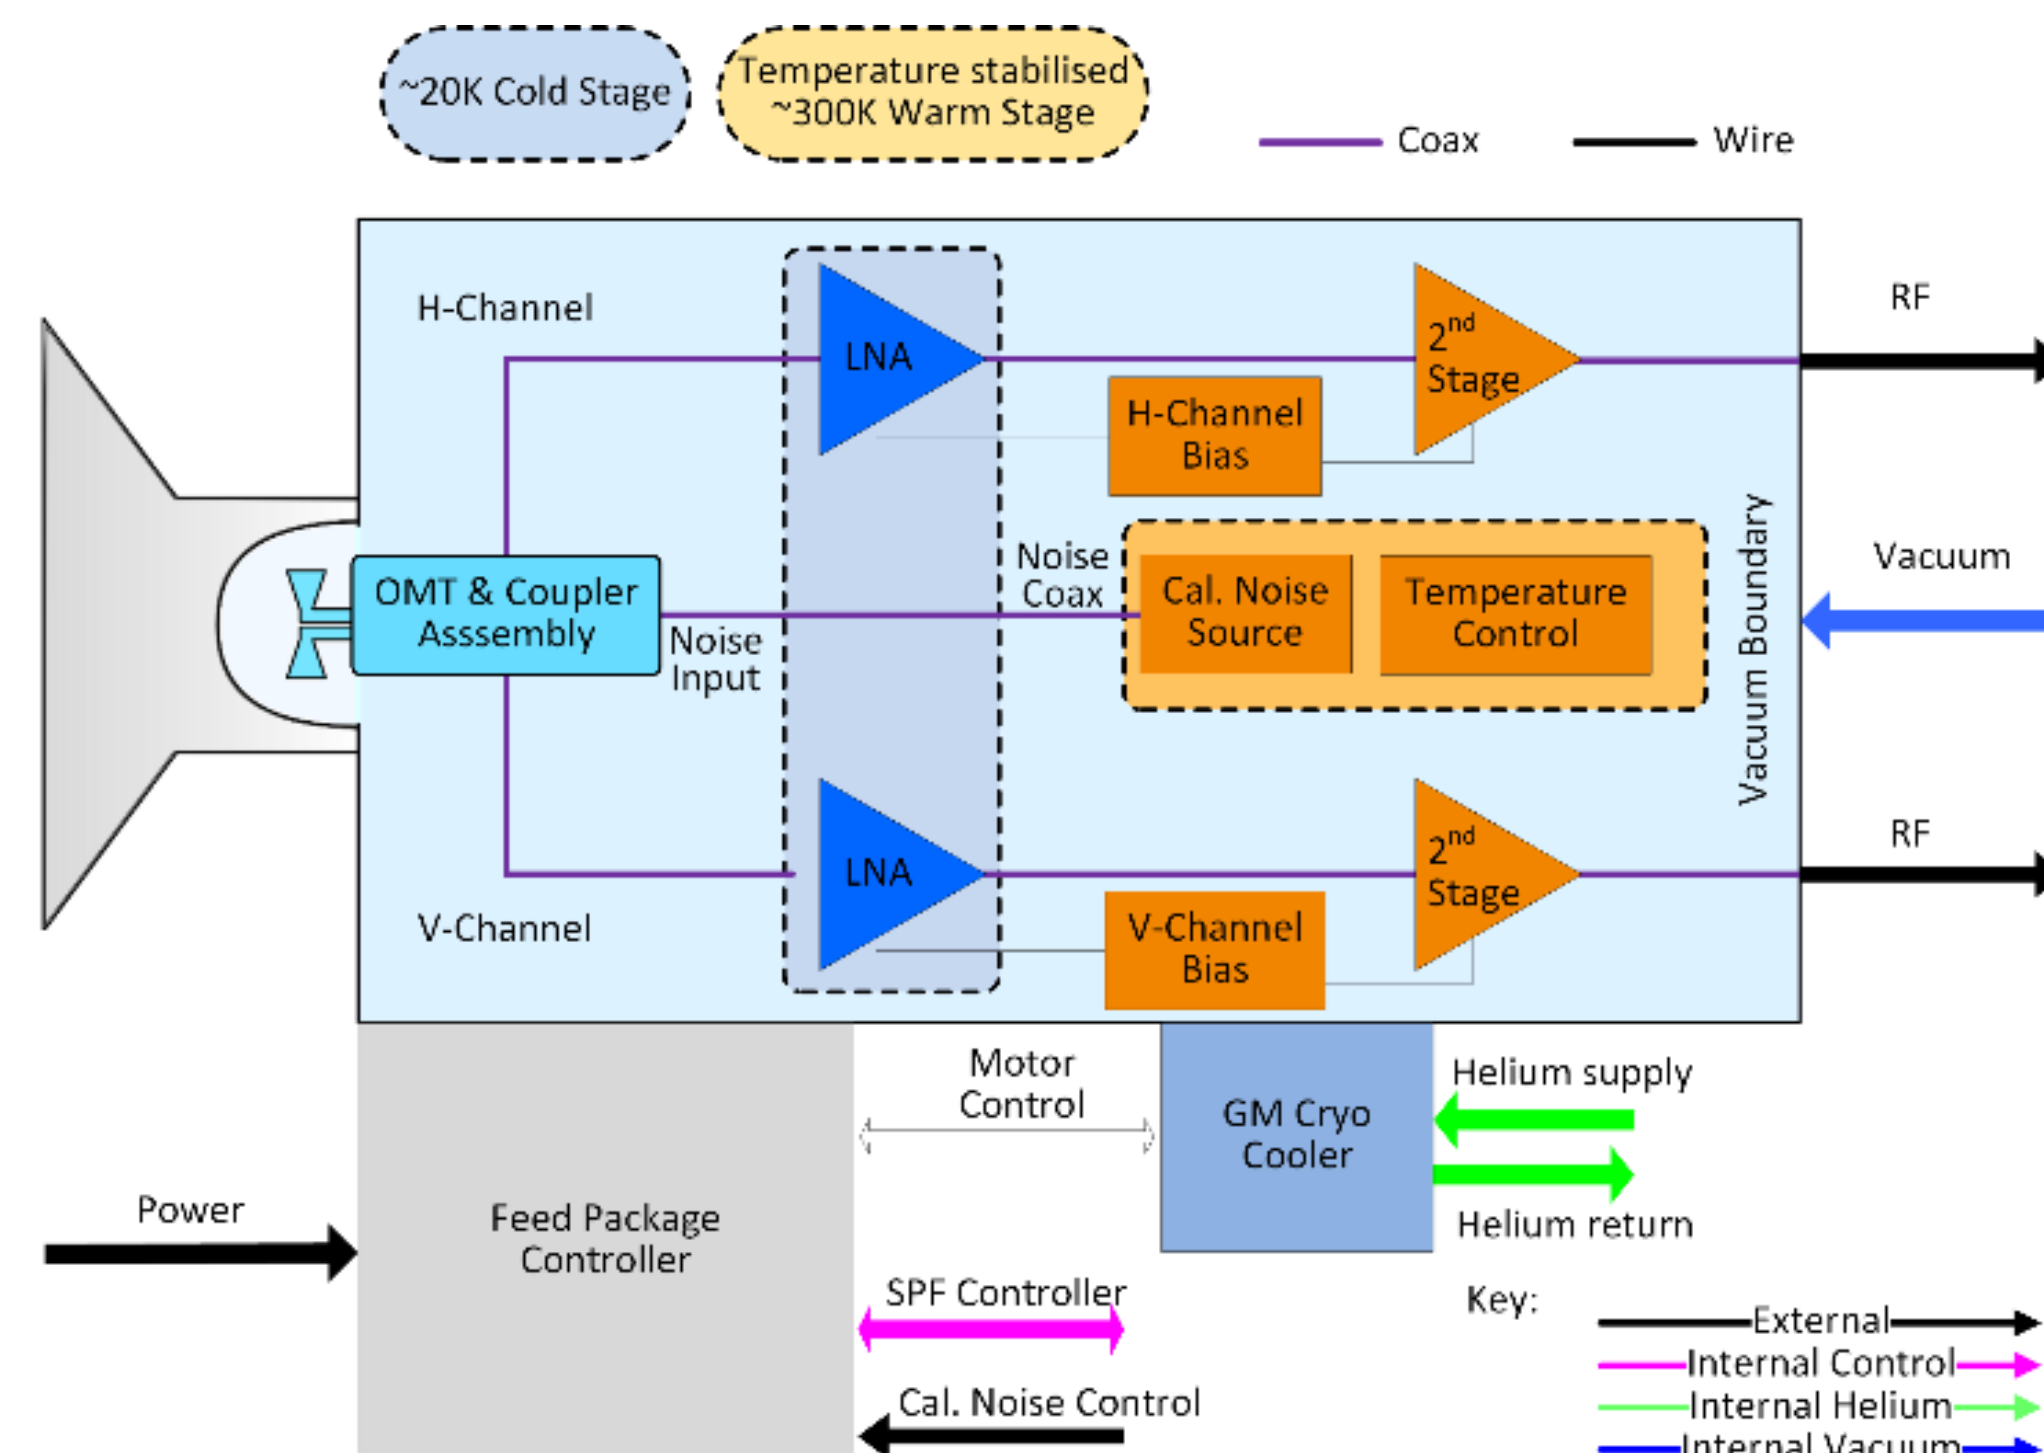 ~20K Cold Stage
Temperature stabilised
~300K Warm Stage
Coax
Wire
H-Channel
LNA
2nd
Stage
RF
H-Channel
Bias
Noise
Coax
OMT & Coupler
Asssembly
Noise
Input
Cal. Noise
Source
Temperature
Control
Vacuum Boundary
Vacuum
V-Channel
LNA
2nd
Stage
RF
V-Channel
Bias
Motor
Control
GM Cryo
Cooler
Helium supply
Helium return
Power
Feed Package
Controller
SPF Controller
Cal. Noise Control
Key:
External
Internal Control
Internal Helium
Internal Vacuum